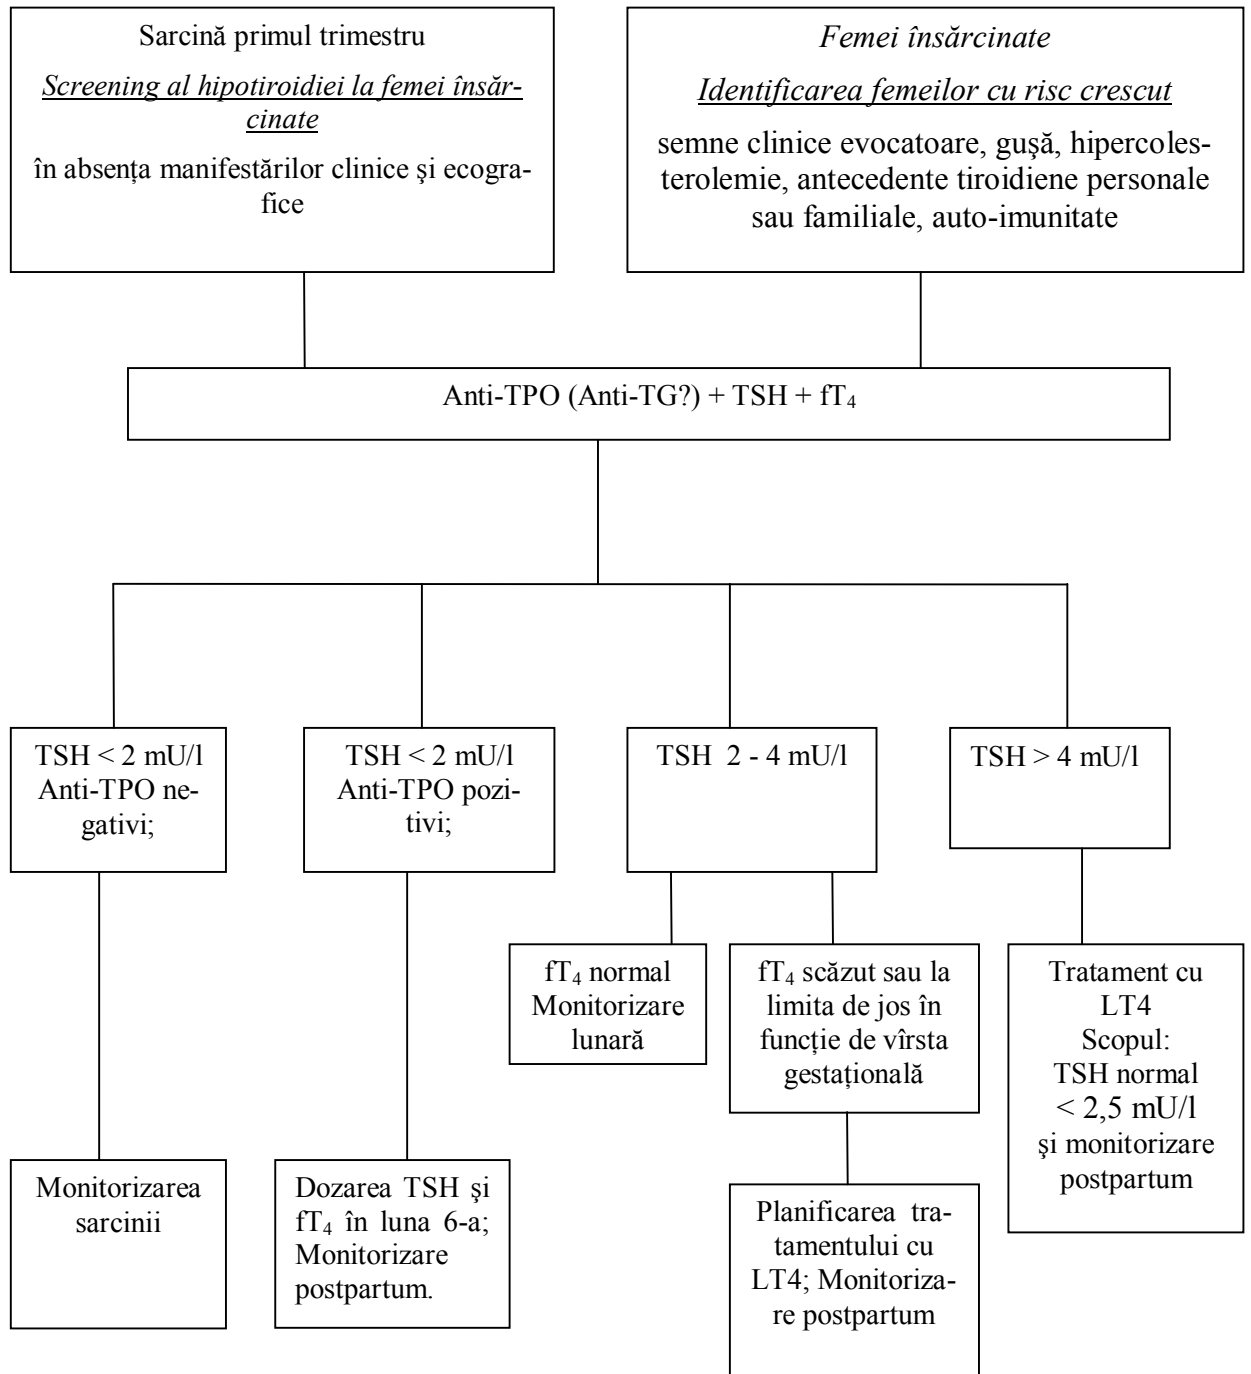 Sarcină primul trimestru
Screening al hipotiroidiei la femei însăr-
cinate
în absența manifestărilor clinice şi ecogra-
fice
Femei însărcinate
Identificarea femeilor cu risc crescut
semne clinice evocatoare, guşă, hipercoles-
terolemie, antecedente tiroidiene personale
sau familiale, auto-imunitate
Anti-TPO (Anti-TG?) + TSH + fT₄
TSH < 2 mU/l
Anti-TPO ne-
gativi;
TSH < 2 mU/l
Anti-TPO pozi-
tivi;
TSH 2 - 4 mU/l
TSH > 4 mU/l
fT₄ normal
Monitorizare
lunară
fT₄ scăzut sau la
limita de jos în
funcție de vîrsta
gestațională
Tratament cu
LT4
Scopul:
TSH normal
< 2,5 mU/l
şi monitorizare
postpartum
Monitorizarea
sarcinii
Dozarea TSH şi
fT₄ în luna 6-a;
Monitorizare
postpartum.
Planificarea tra-
tamentului cu
LT4; Monitoriza-
re postpartum